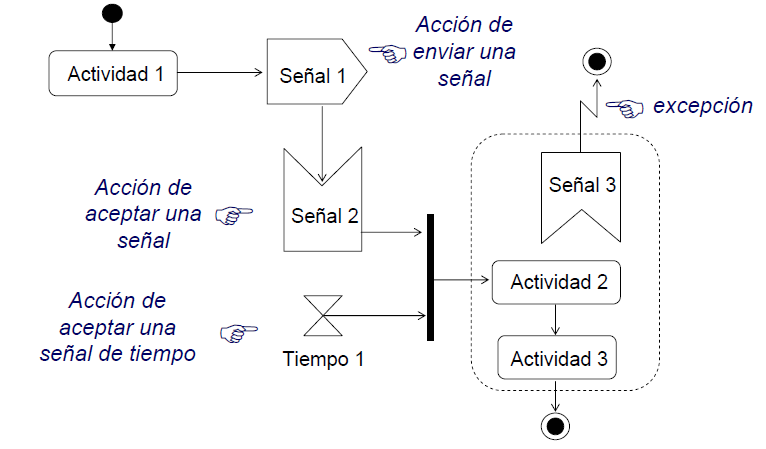 Acción de
enviar una
señal
Actividad 1
Señal 1
excepción
Acción de
aceptar una
señal
Señal 2
Señal 3
Actividad 2
Acción de
aceptar una
señal de tiempo
Tiempo 1
Actividad 3